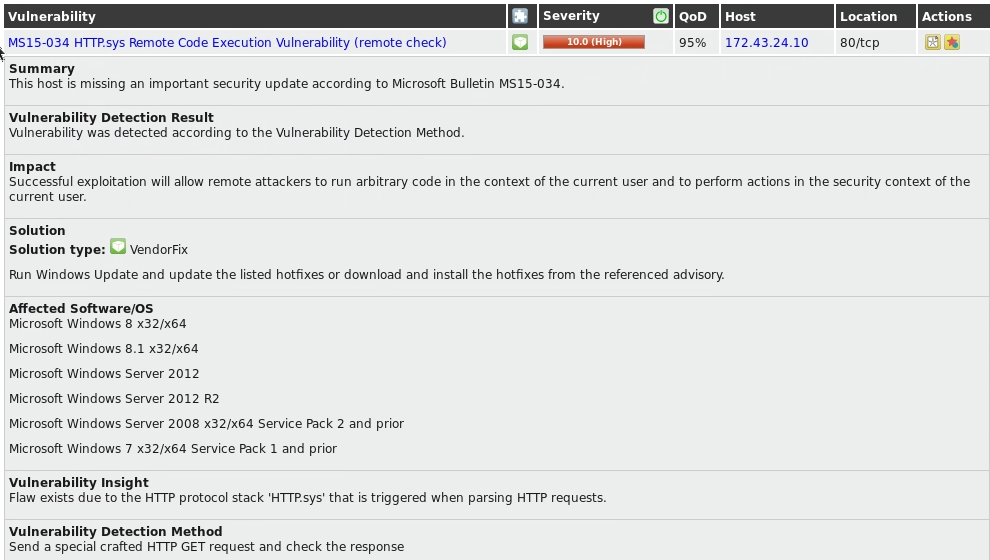 Vulnerability Severity QoD Host Location Actions
MS15-034 HTTP.sys Remote Code Execution Vulnerability (remote check) 10.0 (High) 95% 172.43.24.10 80/tcp
Summary
This host is missing an important security update according to Microsoft Bulletin MS15-034.
Vulnerability Detection Result
Vulnerability was detected according to the Vulnerability Detection Method.
Impact
Successful exploitation will allow remote attackers to run arbitrary code in the context of the current user and to perform actions in the security context of the
current user.
Solution
Solution type: VendorFix
Run Windows Update and update the listed hotfixes or download and install the hotfixes from the referenced advisory.
Affected Software/OS
Microsoft Windows 8 x32/x64
Microsoft Windows 8.1 x32/x64
Microsoft Windows Server 2012
Microsoft Windows Server 2012 R2
Microsoft Windows Server 2008 x32/x64 Service Pack 2 and prior
Microsoft Windows 7 x32/x64 Service Pack 1 and prior
Vulnerability Insight
Flaw exists due to the HTTP protocol stack 'HTTP.sys' that is triggered when parsing HTTP requests.
Vulnerability Detection Method
Send a special crafted HTTP GET request and check the response